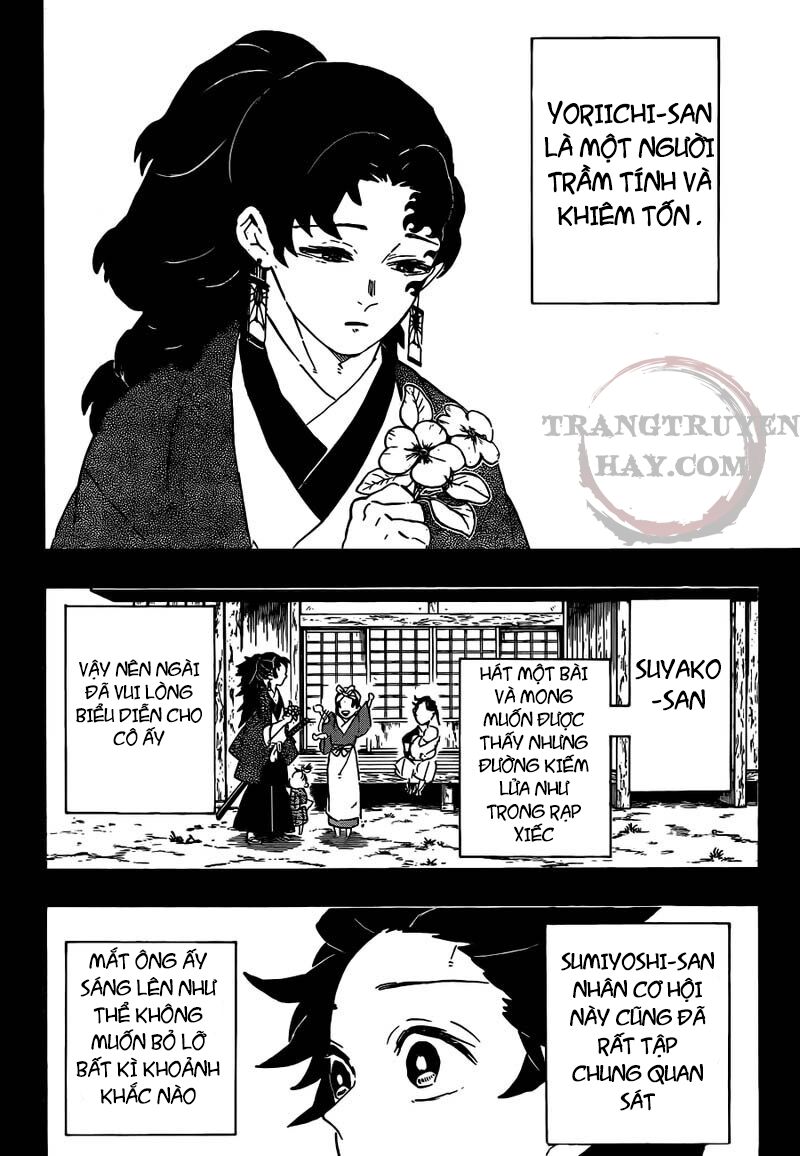 YORIICHI-SAN
LÀ MỘT NGƯỜI
TRẦM TÍNH VÀ
KHIÊM TỐN.
TRANGTRUYEN
HAY.COM
SUYAKO
-SAN
HÁT MỘT BÀI
VÀ MONG
MUỐN ĐƯỢC
THẤY NHƯNG
ĐƯỜNG KIẾM
LỬA NHƯ
TRONG RẠP
XIẾC
VẬY NÊN NGÀI
ĐÃ VUI LÒNG
BIỂU DIỄN CHO
CÔ ẤY
SUMIYOSHI-SAN
NHÂN CƠ HỘI
NÀY CŨNG ĐÃ
RẤT TẬP
CHUNG QUAN
SÁT
MẮT ÔNG ẤY
SÁNG LÊN NHƯ
THỂ KHÔNG
MUỐN BỎ LỠ
BẤT KÌ KHOẢNH
KHẮC NÀO